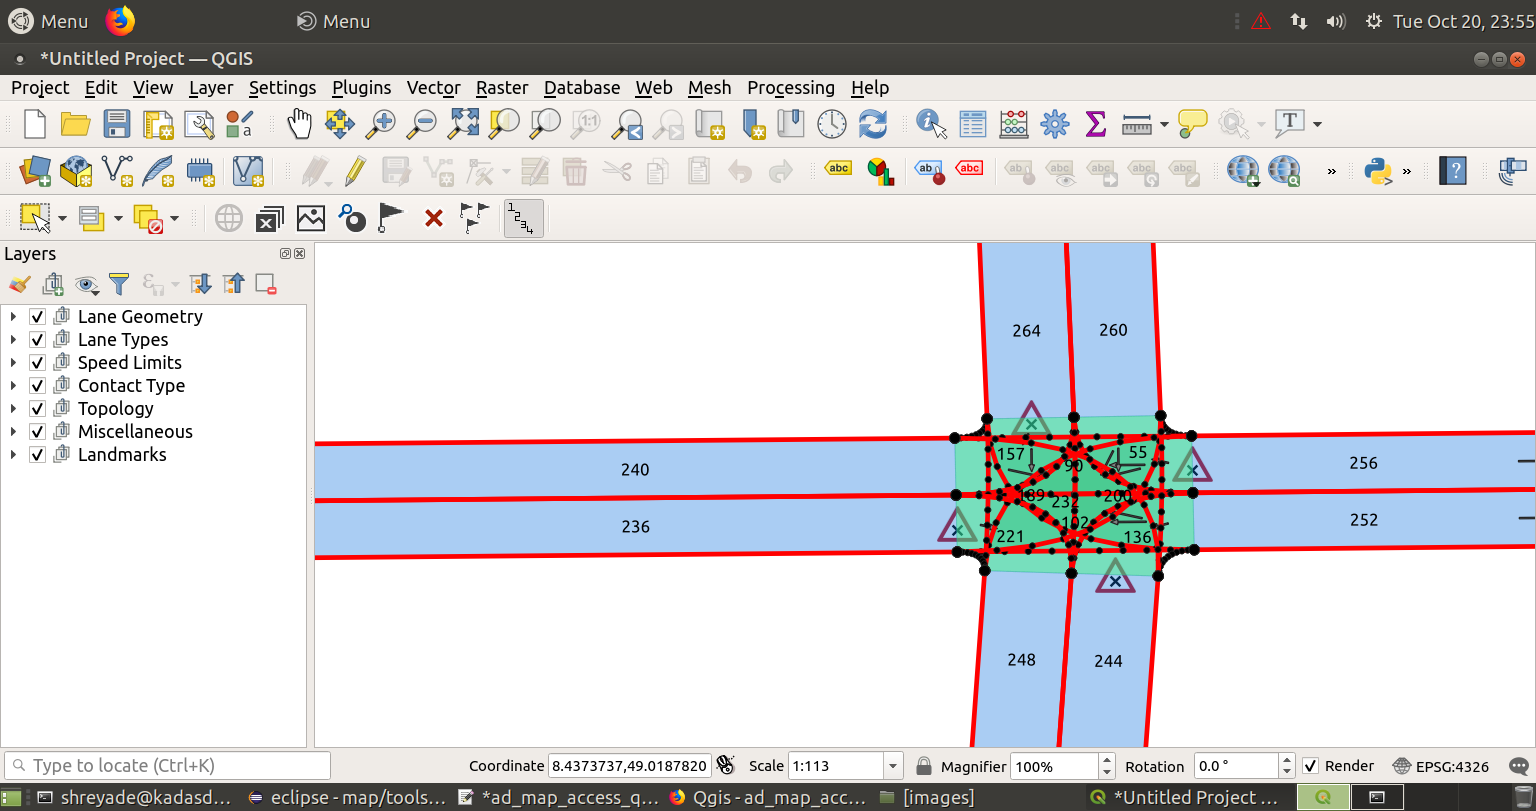 Menu Menu Tue Oct 20, 23:55
*Untitled Project — QGIS
Project Edit View Layer Settings Plugins Vector Raster Database Web Mesh Processing Help
Layers
Lane Geometry
Lane Types
Speed Limits
Contact Type
Topology
Miscellaneous
Landmarks
264 260
157 55
90
240 256
189 232 200
236 252
102
221 136
248 244
Type to locate (Ctrl+K) Coordinate 8.4373737,49.0187820 Scale 1:113 Magnifier 100% Rotation 0.0 ° Render EPSG:4326
shreyade@kadasd... eclipse - map/tools... *ad_map_access_q... Qgis - ad_map_acc... [images] *Untitled Project ...